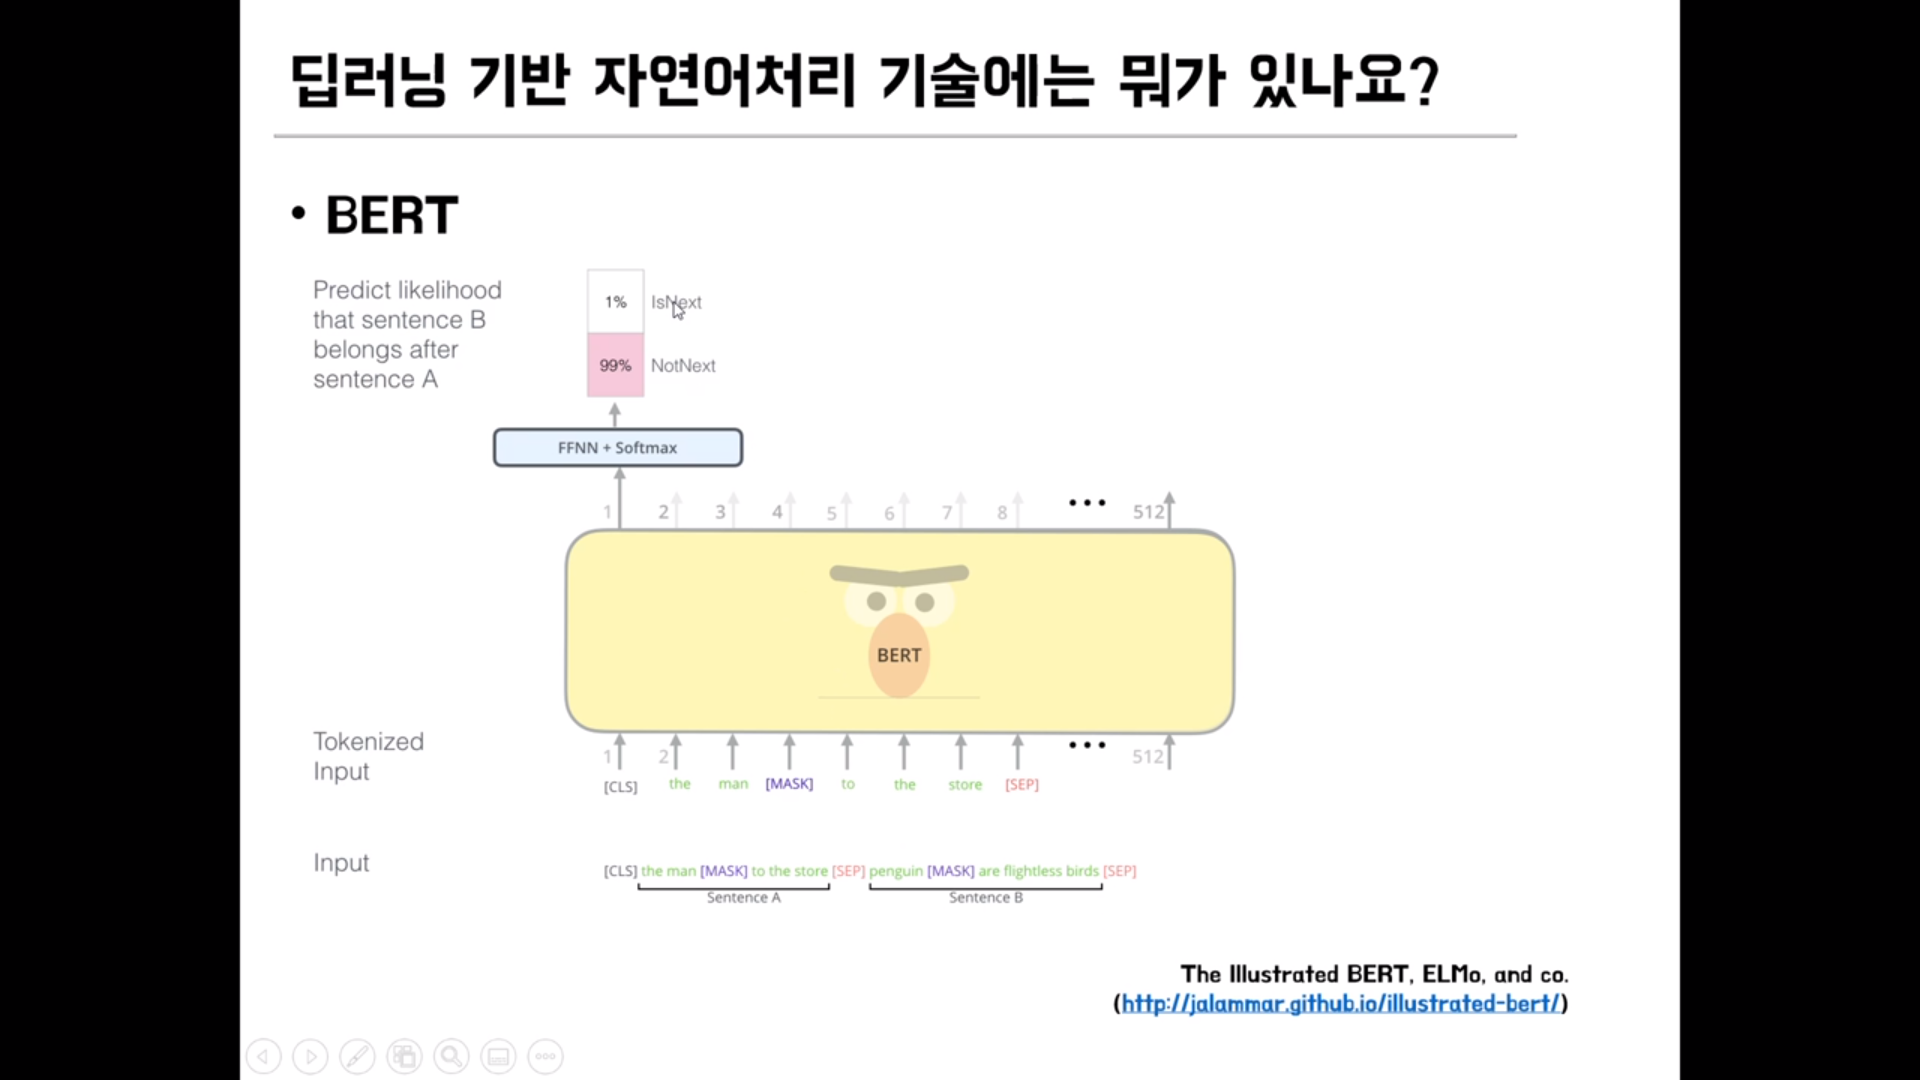 딥러닝 기반 자연어처리 기술에는 뭐가 있나요?
• BERT
Predict likelihood
that sentence B
belongs after
sentence A
1% IsNext
99% NotNext
FFNN + Softmax
1 2 3 4 5 6 7 8 ••• 512
BERT
Tokenized
Input
1 2 ••• 512
[CLS] the man [MASK] to the store [SEP]
Input
[CLS] the man [MASK] to the store [SEP] penguin [MASK] are flightless birds [SEP]
Sentence A Sentence B
The Illustrated BERT, ELMo, and co.
(http://jalammar.github.io/illustrated-bert/)